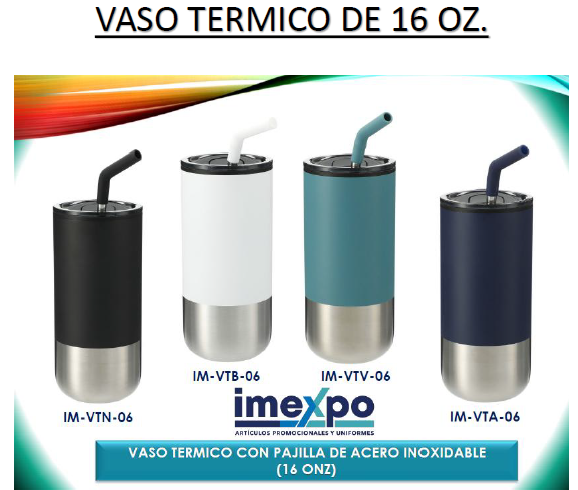 VASO TERMICO DE 16 OZ.
IM-VTB-06
IM-VTV-06
IM-VTN-06
IM-VTA-06
imexpo
ARTÍCULOS PROMOCIONALES Y UNIFORMES
VASO TERMICO CON PAJILLA DE ACERO INOXIDABLE
(16 ONZ)